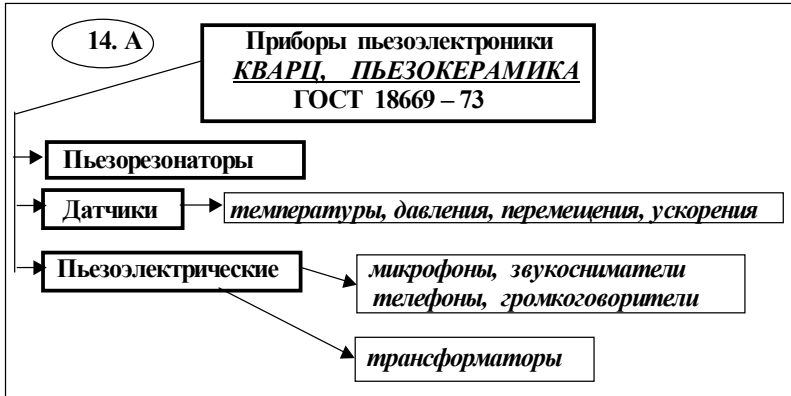 14. А
Приборы пьезоэлектроники
КВАРЦ, ПЬЕЗОКЕРАМИКА
ГОСТ 18669 – 73
Пьезорезонаторы
Датчики
температуры, давления, перемещения, ускорения
Пьезоэлектрические
микрофоны, звукосниматели
телефоны, громкоговорители
трансформаторы